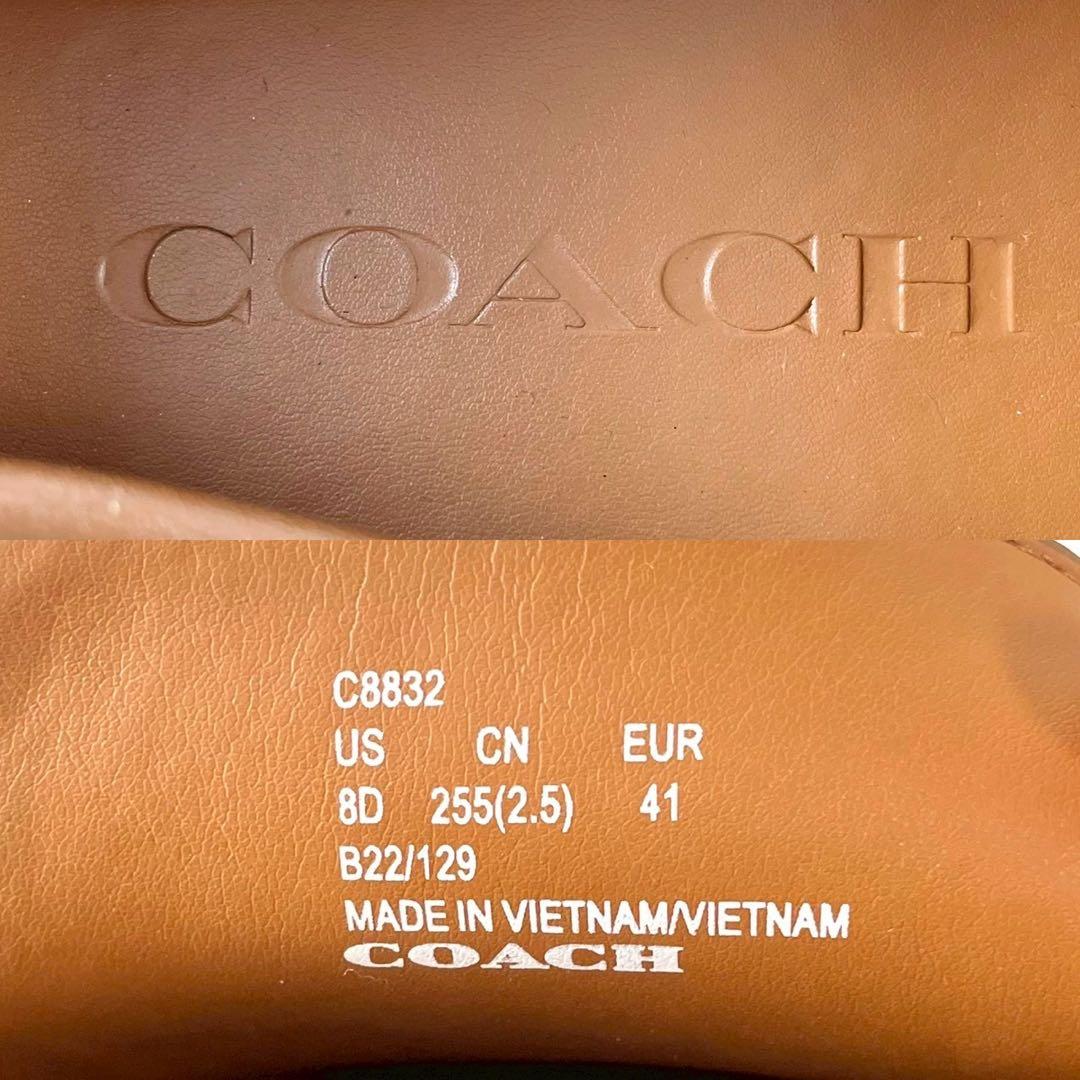 COACH
C8832
US CN EUR
8D 255(2.5) 41
B22/129
MADE IN VIETNAM/VIETNAM
COACH